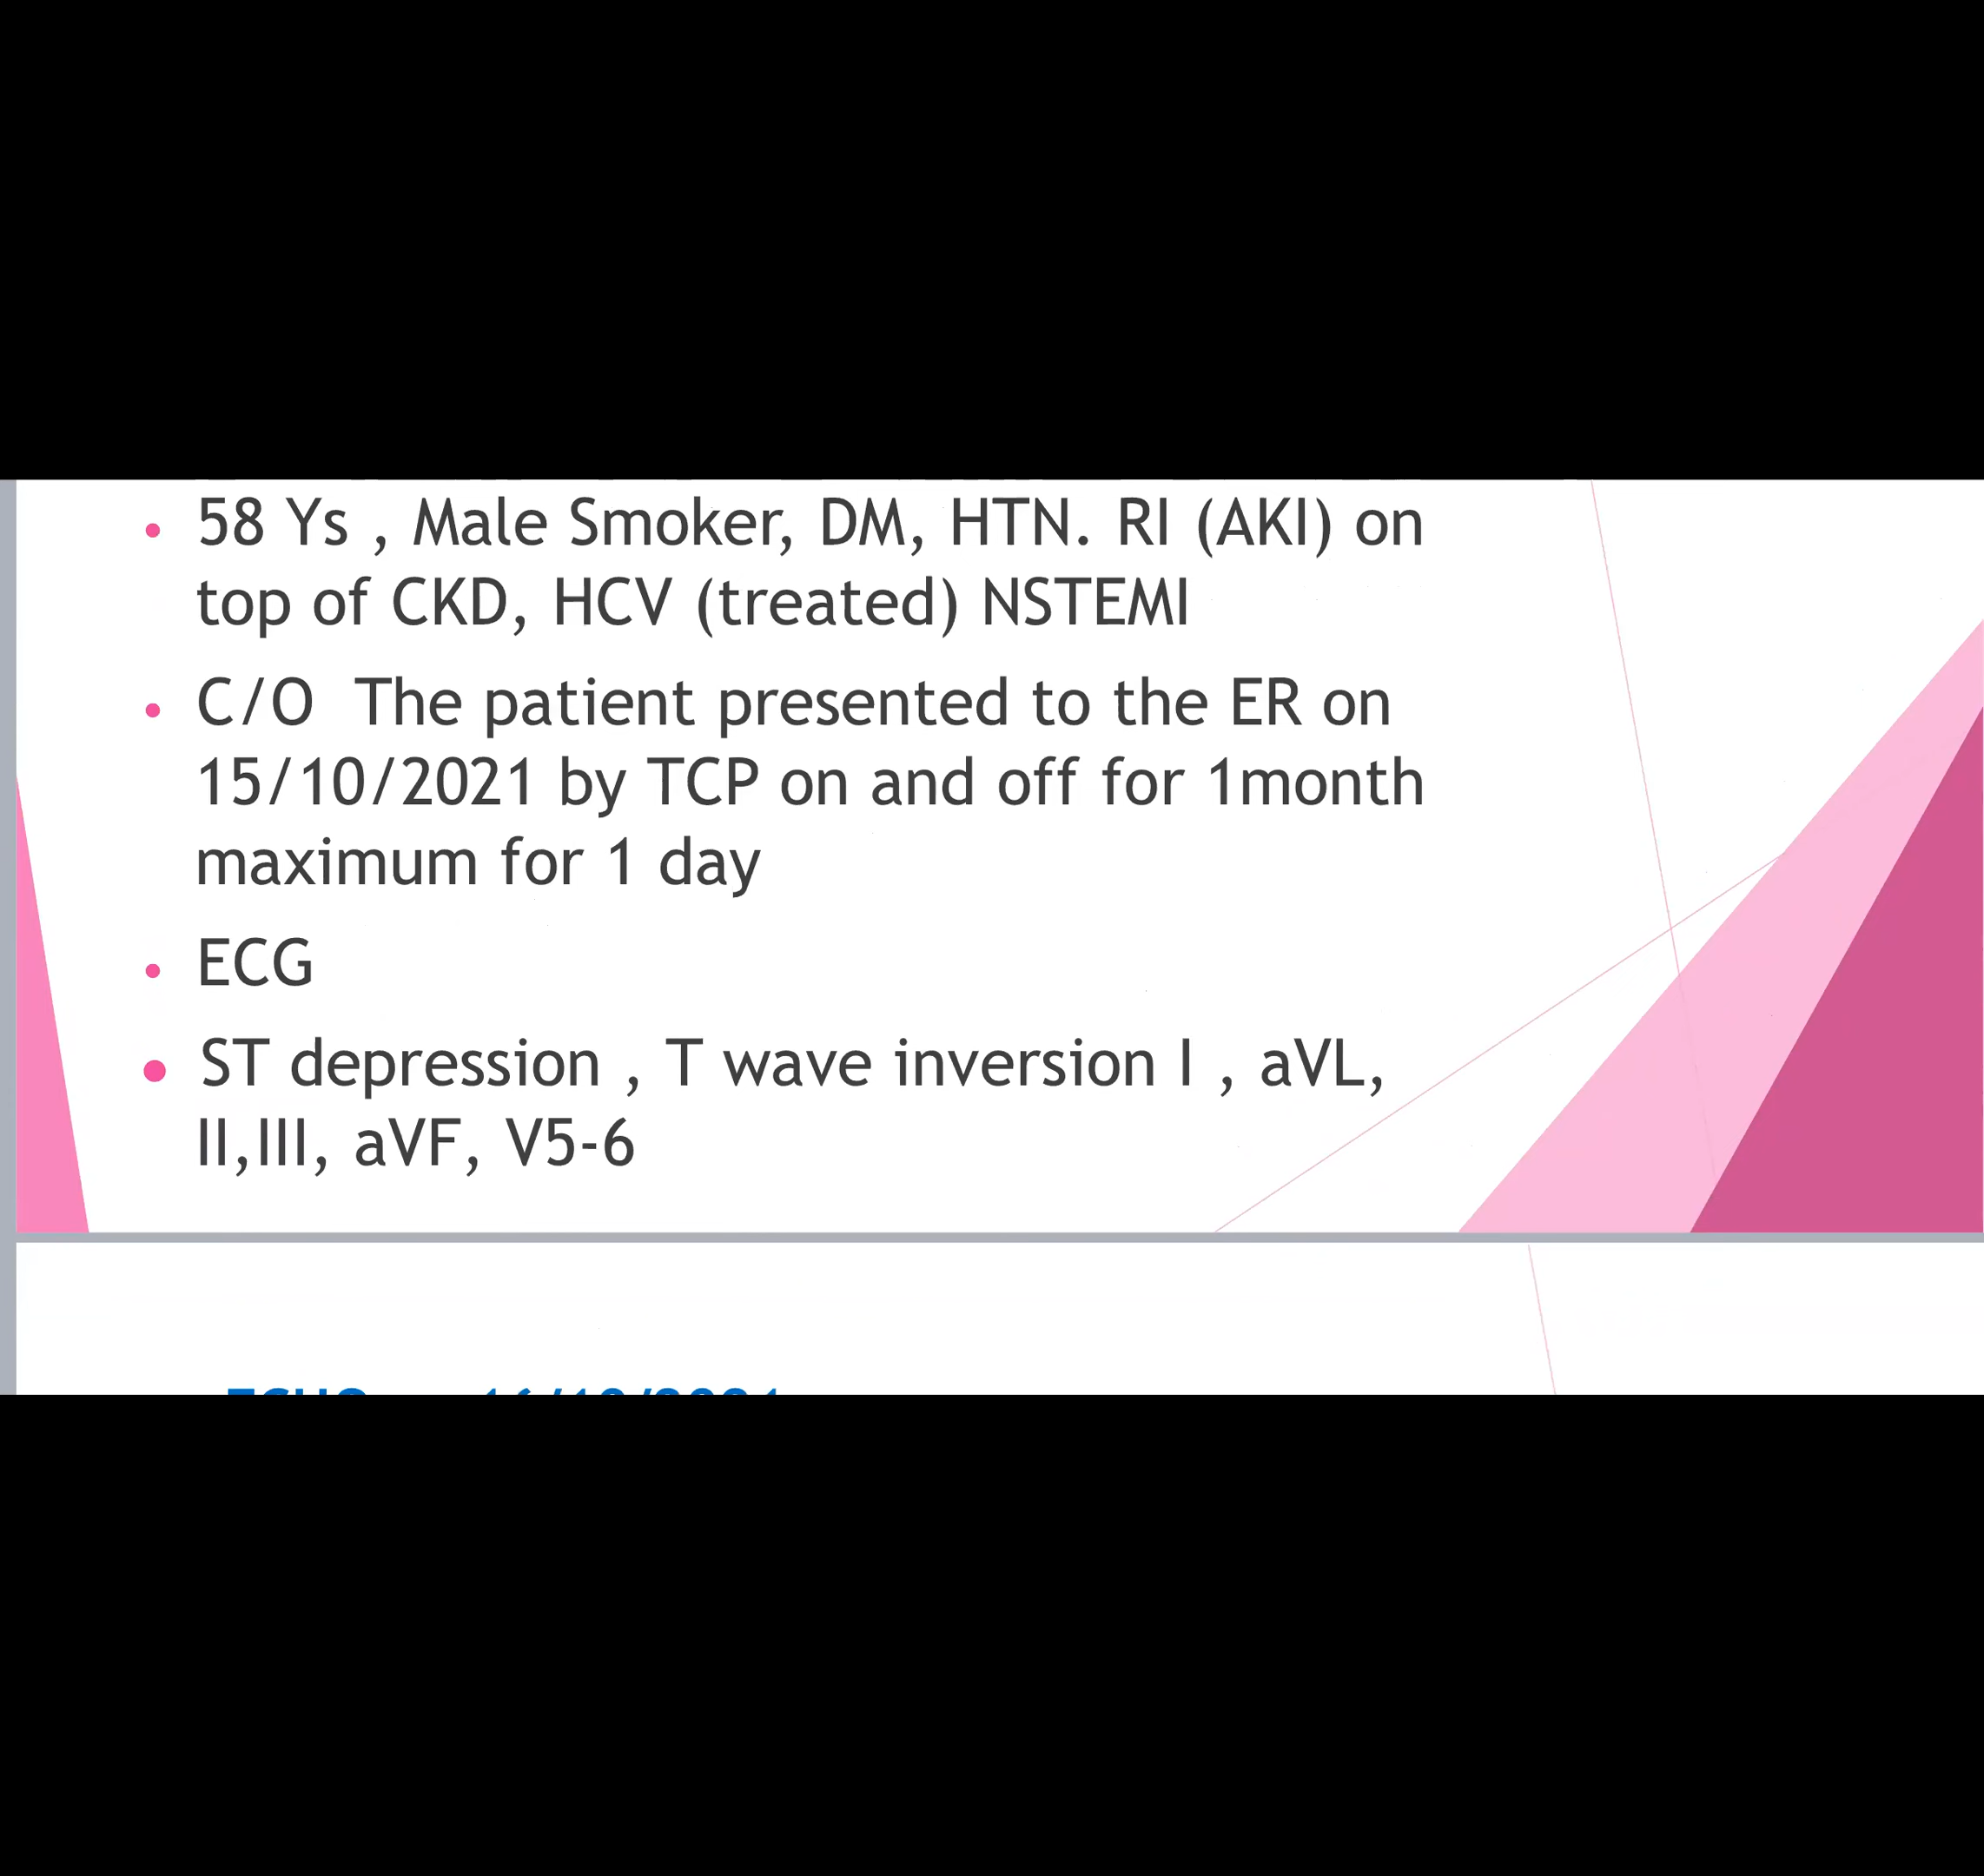 • 58 Ys , Male Smoker, DM, HTN. RI (AKI) on
top of CKD, HCV (treated) NSTEMI
• C/O The patient presented to the ER on
15/10/2021 by TCP on and off for 1month
maximum for 1 day
• ECG
• ST depression , T wave inversion I , aVL,
II,III, aVF, V5-6